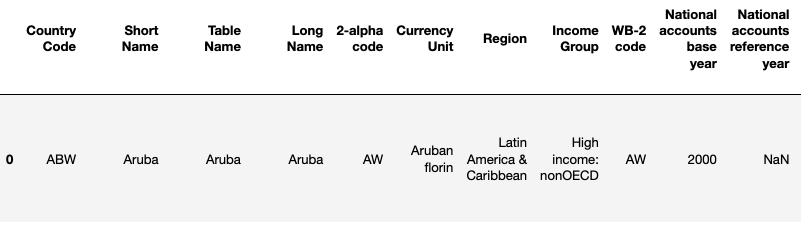 Country Code Short Name Table Name Long Name 2-alpha code Currency Unit Region Income Group WB-2 code National accounts base year National accounts reference year
0 ABW Aruba Aruba Aruba AW Aruban florin Latin America & Caribbean High income: nonOECD AW 2000 NaN